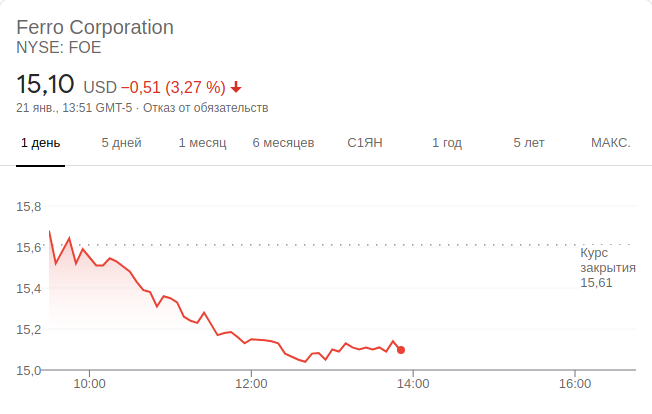 Ferro Corporation
NYSE: FOE
15,10 USD −0,51 (3,27 %)
21 янв., 13:51 GMT-5 · Отказ от обязательств
1 день 5 дней 1 месяц 6 месяцев С1ЯН 1 год 5 лет МАКС.
15,8
15,6
Курс
закрытия
15,61
15,4
15,2
15,0
10:00 12:00 14:00 16:00